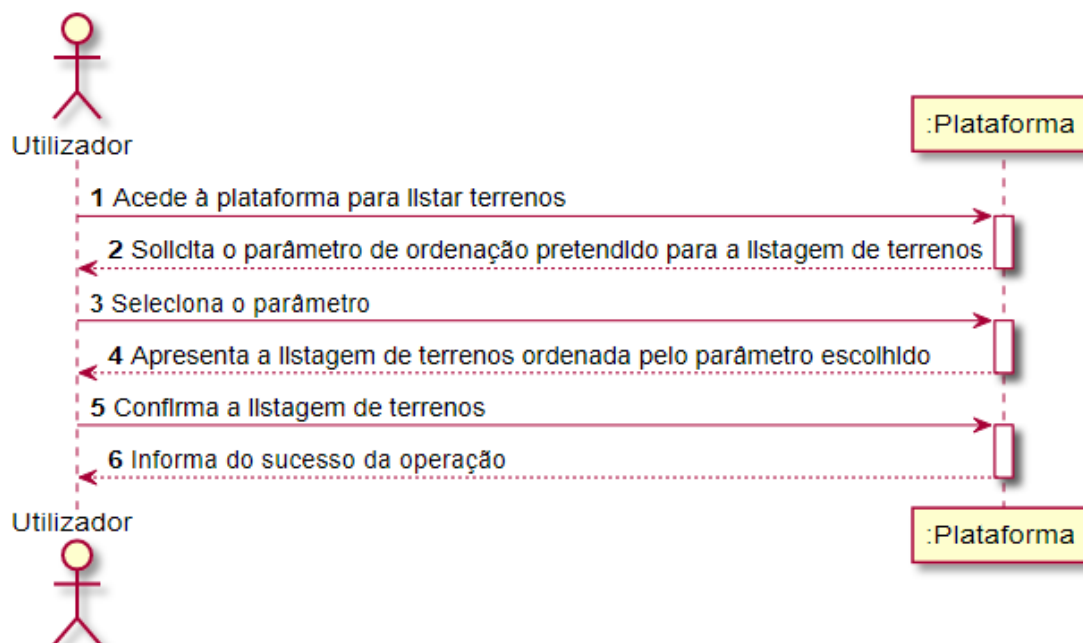 Utilizador
:Plataforma
1 Acede à plataforma para listar terrenos
2 Solicita o parâmetro de ordenação pretendido para a listagem de terrenos
3 Seleciona o parâmetro
4 Apresenta a listagem de terrenos ordenada pelo parâmetro escolhido
5 Confirma a listagem de terrenos
6 Informa do sucesso da operação
Utilizador
:Plataforma